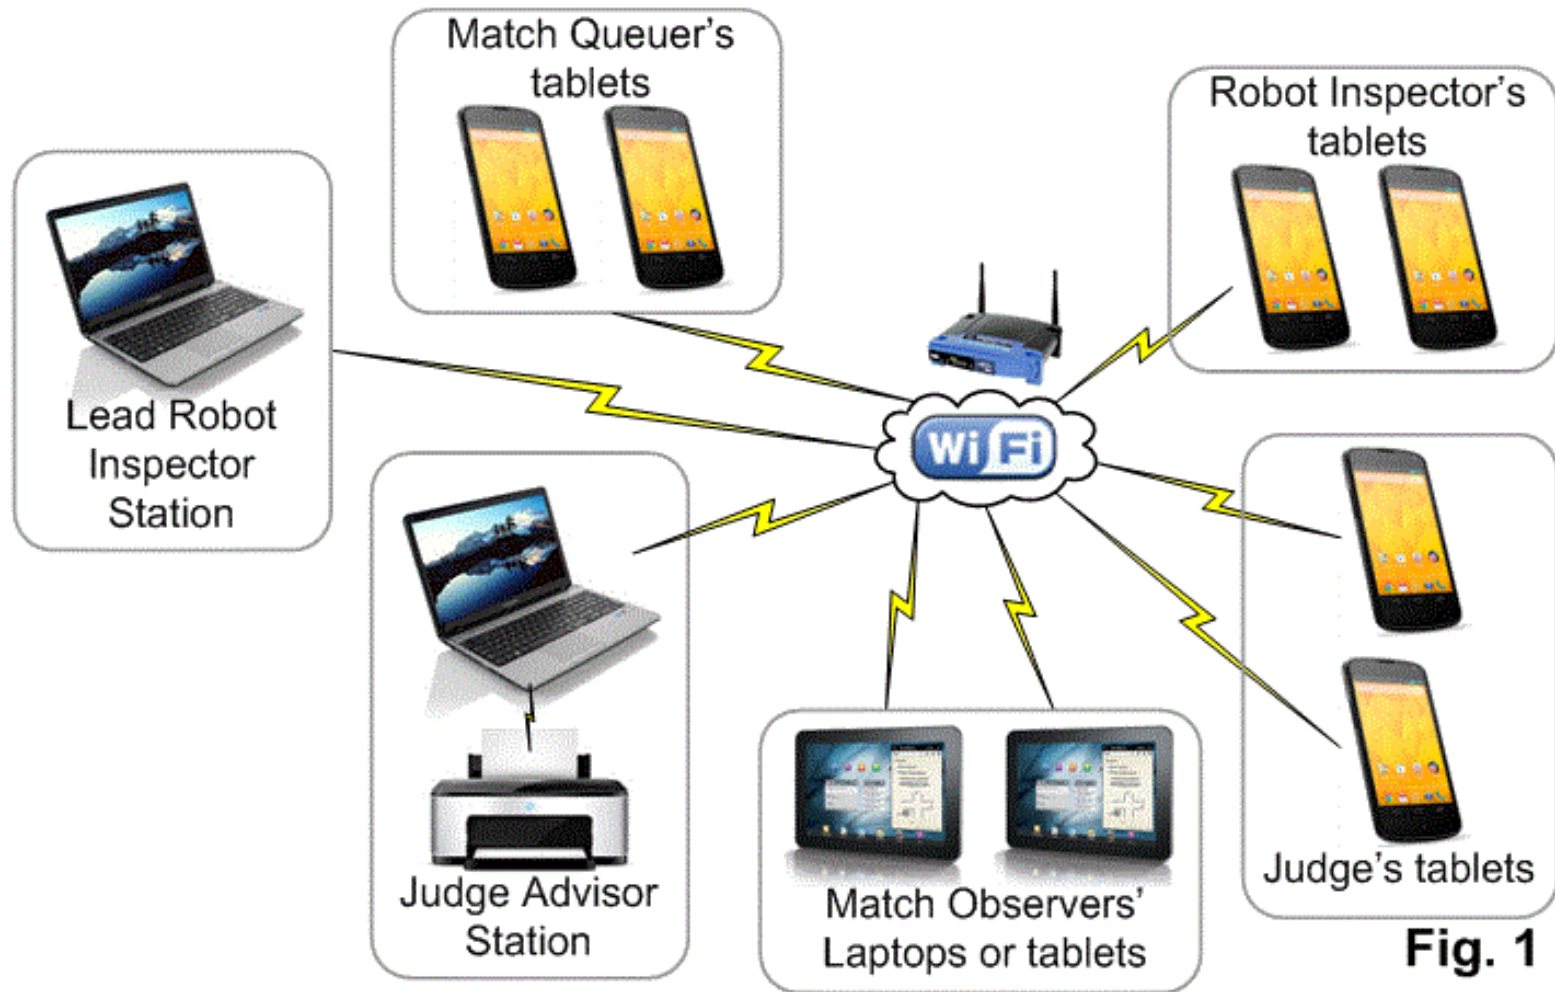 Match Queuer's
tablets
Robot Inspector's
tablets
Lead Robot
Inspector
Station
Wi Fi
Judge Advisor
Station
Match Observers'
Laptops or tablets
Judge's tablets
Fig. 1